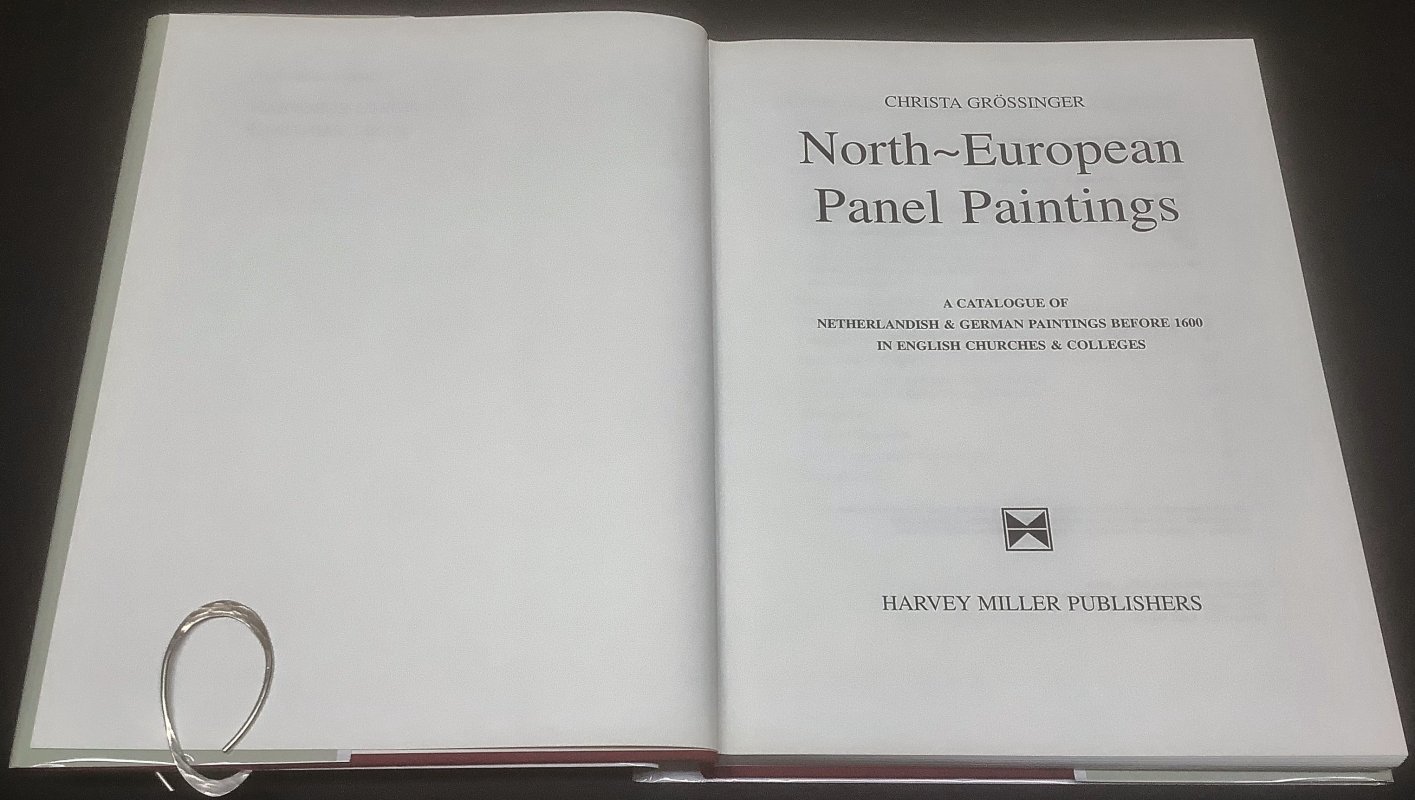 CHRISTA GRÖSSINGER
North~European
Panel Paintings
A CATALOGUE OF
NETHERLANDISH & GERMAN PAINTINGS BEFORE 1600
IN ENGLISH CHURCHES & COLLEGES
HARVEY MILLER PUBLISHERS